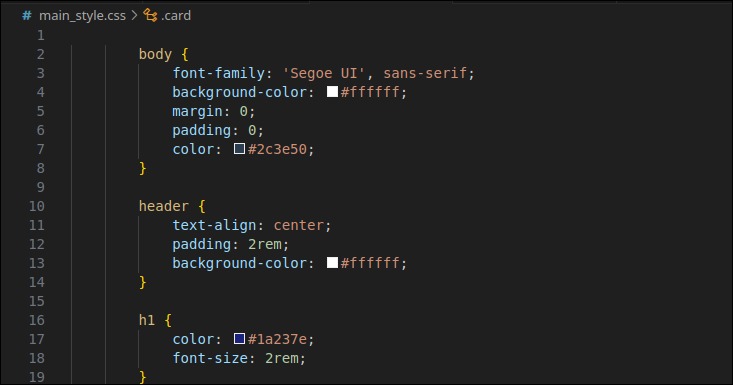 # main_style.css > .card
1
2 body {
3 font-family: 'Segoe UI', sans-serif;
4 background-color: #ffffff;
5 margin: 0;
6 padding: 0;
7 color: #2c3e50;
8 }
9
10 header {
11 text-align: center;
12 padding: 2rem;
13 background-color: #ffffff;
14 }
15
16 h1 {
17 color: #1a237e;
18 font-size: 2rem;
19 }